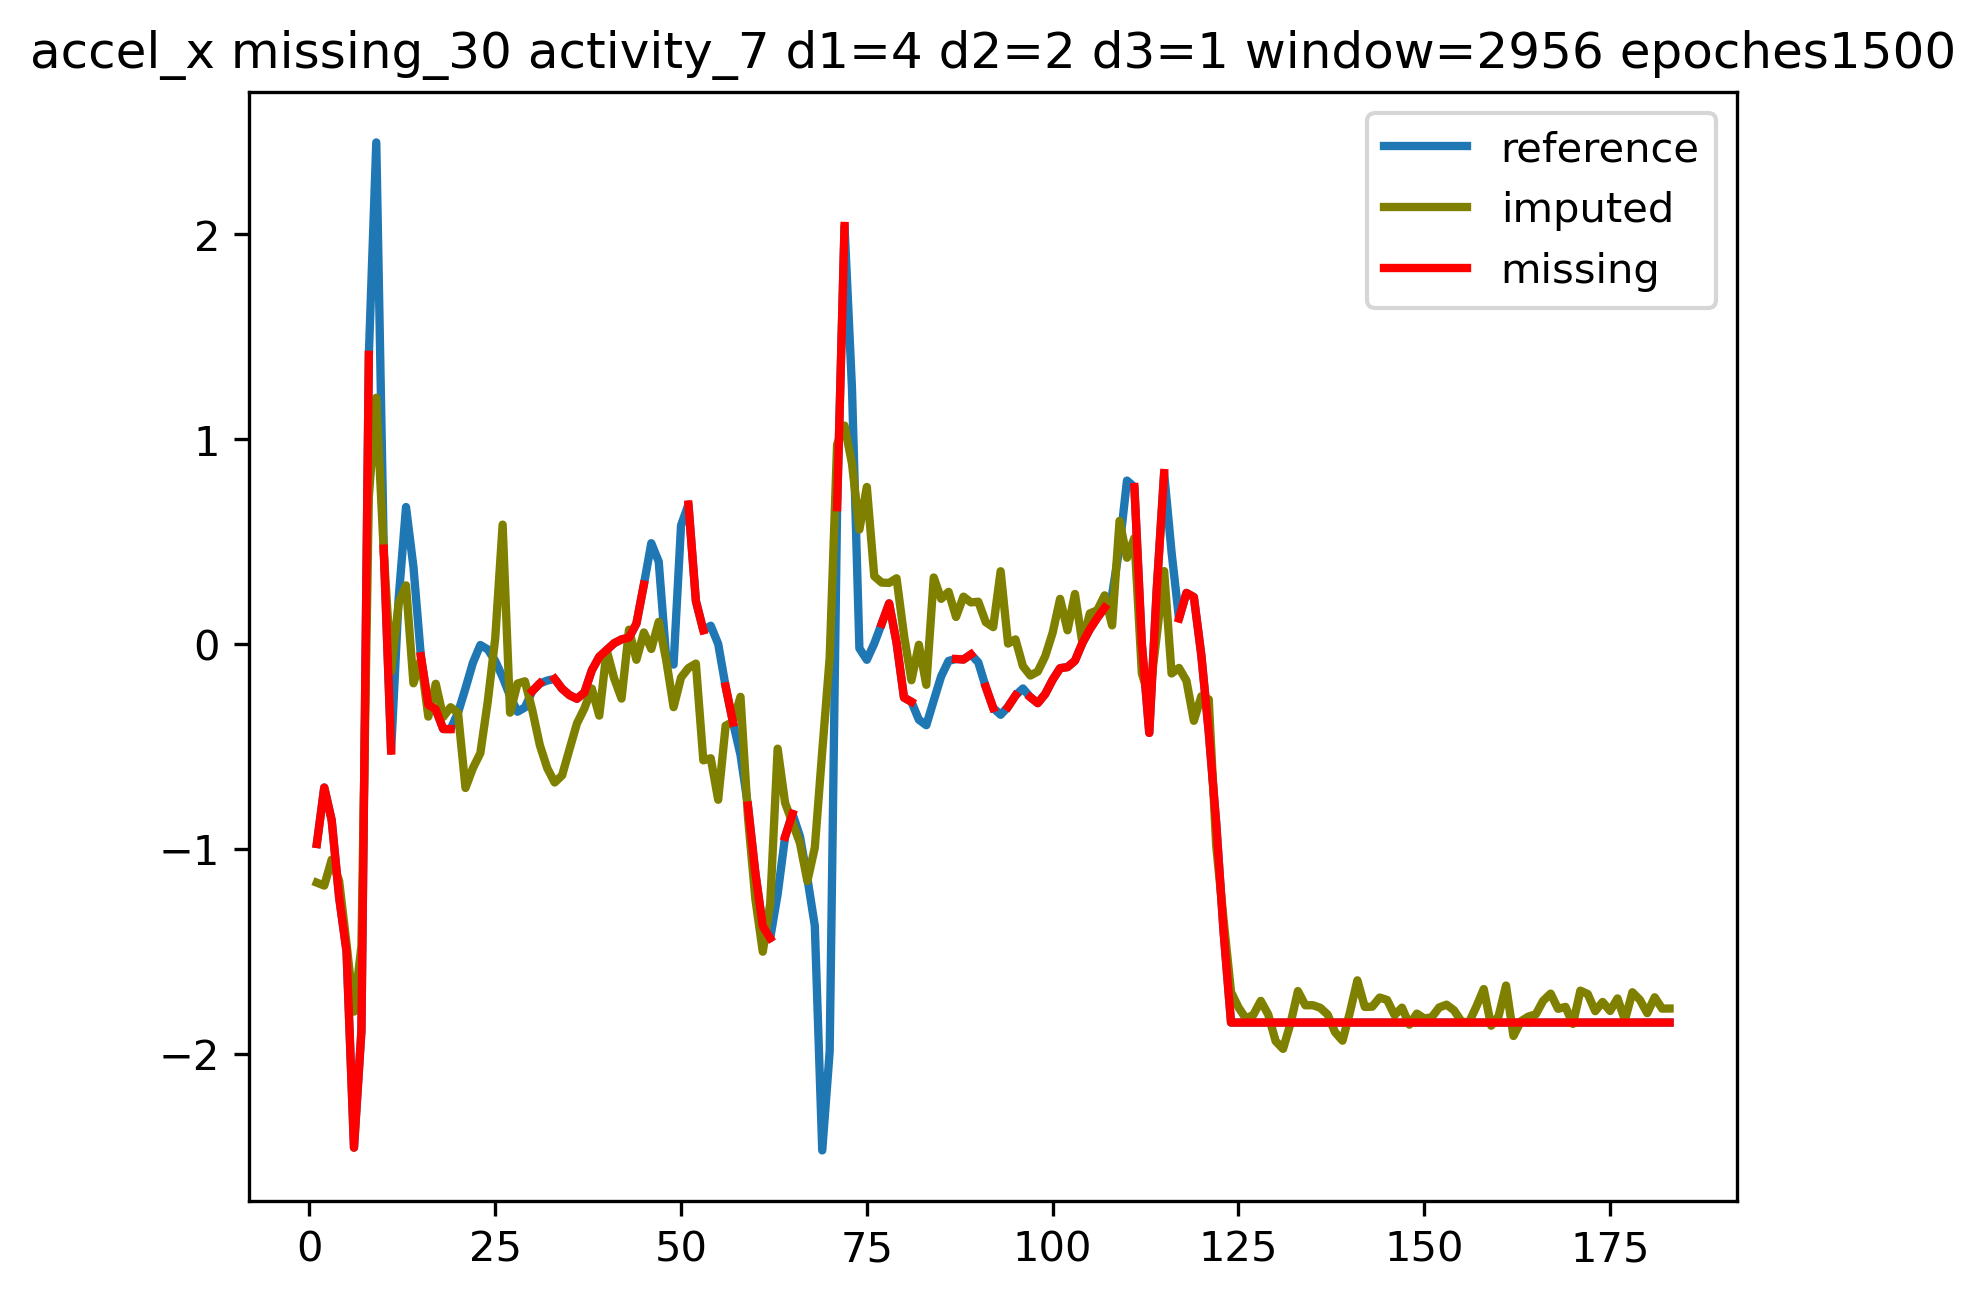 accel_x missing_30 activity_7 d1=4 d2=2 d3=1 window=2956 epoches1500
reference
imputed
missing
2
1
0
−1
−2
0 25 50 75 100 125 150 175